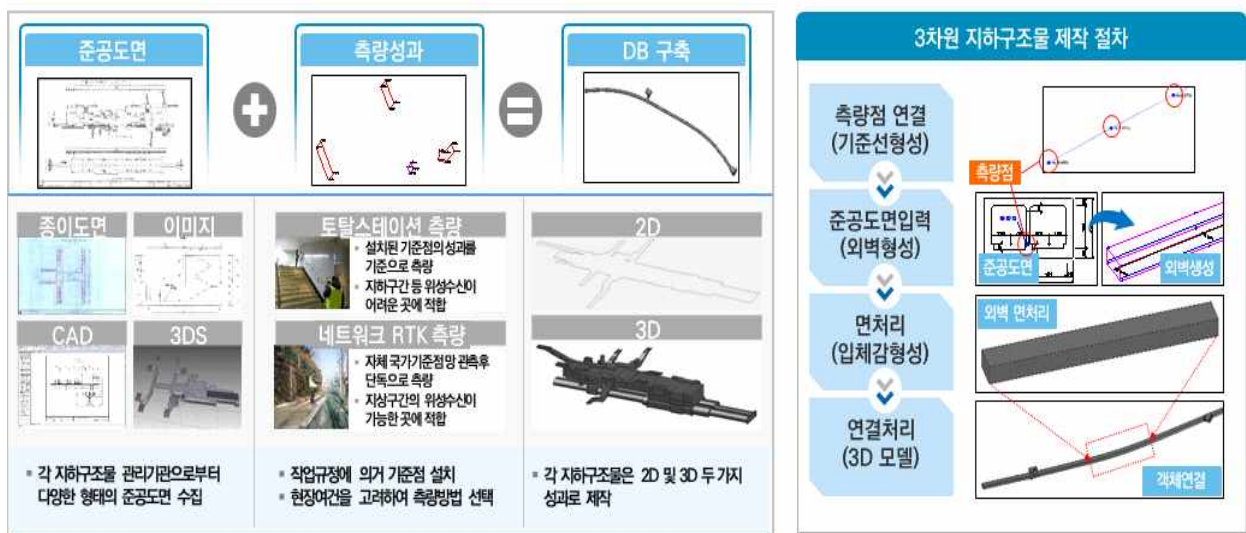 준공도면
측량성과
DB 구축
종이도면
이미지
CAD
3DS
토탈스테이션 측량
▪ 설치된 기준점의 성과를
기준으로 측량
▪ 지하구간 등 위성수신이
어려운 곳에 적합
네트워크 RTK 측량
▪ 자체 국가기준점망 관측후
단독으로 측량
▪ 지상구간의 위성수신이
가능한 곳에 적합
2D
3D
▪ 각 지하구조물 관리기관으로부터
다양한 형태의 준공도면 수집
▪ 작업규정에 의거 기준점 설치
▪ 현장여건을 고려하여 측량방법 선택
▪ 각 지하구조물은 2D 및 3D 두 가지
성과로 제작
3차원 지하구조물 제작 절차
측량점 연결
(기준선형성)
측량점
준공도면입력
(외벽형성)
준공도면
외벽생성
면처리
(입체감형성)
외벽 면처리
연결처리
(3D 모델)
객체연결